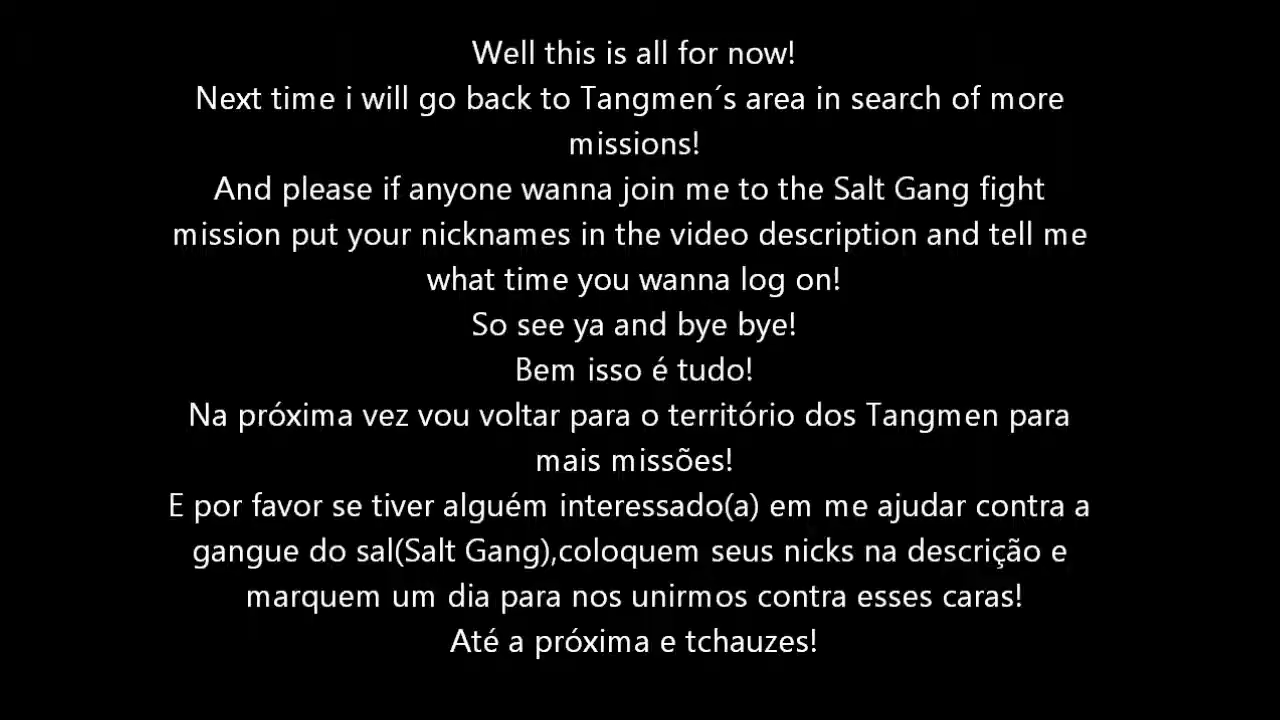 Well this is all for now!
Next time i will go back to Tangmen´s area in search of more
missions!
And please if anyone wanna join me to the Salt Gang fight
mission put your nicknames in the video description and tell me
what time you wanna log on!
So see ya and bye bye!
Bem isso é tudo!
Na próxima vez vou voltar para o território dos Tangmen para
mais missões!
E por favor se tiver alguém interessado(a) em me ajudar contra a
gangue do sal(Salt Gang),coloquem seus nicks na descrição e
marquem um dia para nos unirmos contra esses caras!
Até a próxima e tchauzes!